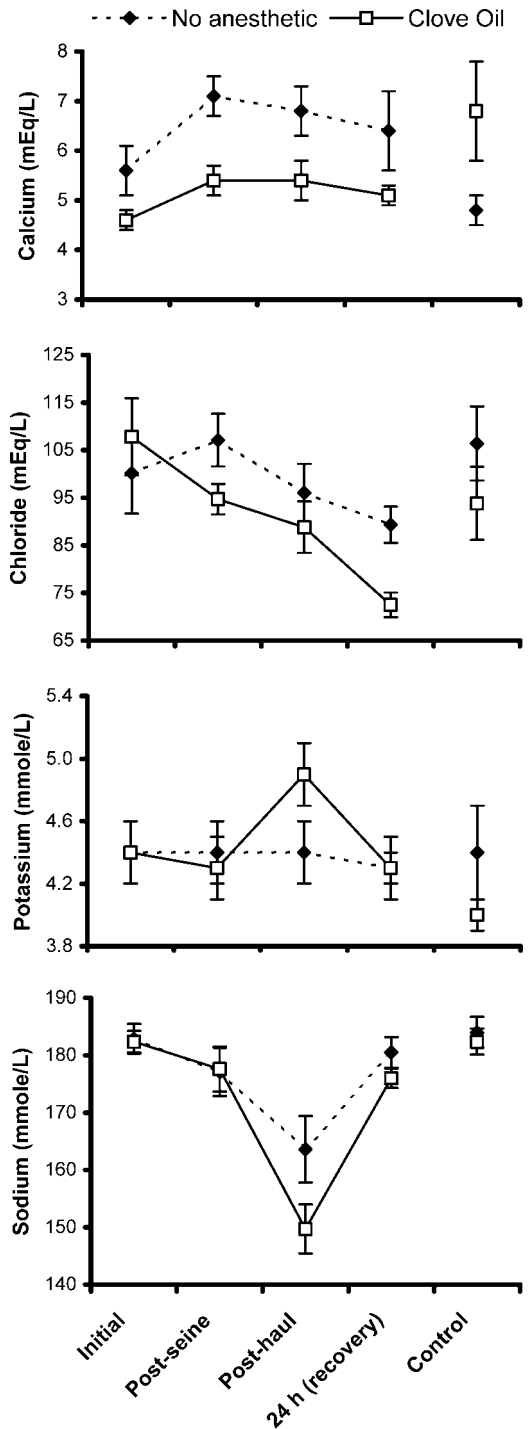 No anesthetic Clove Oil
Calcium (mEq/L)
8
7
6
5
4
3
Chloride (mEq/L)
125
115
105
95
85
75
65
Potassium (mmole/L)
5.4
5.0
4.6
4.2
3.8
Sodium (mmole/L)
190
180
170
160
150
140
Initial
Post-seine
Post-haul
24 h (recovery)
Control